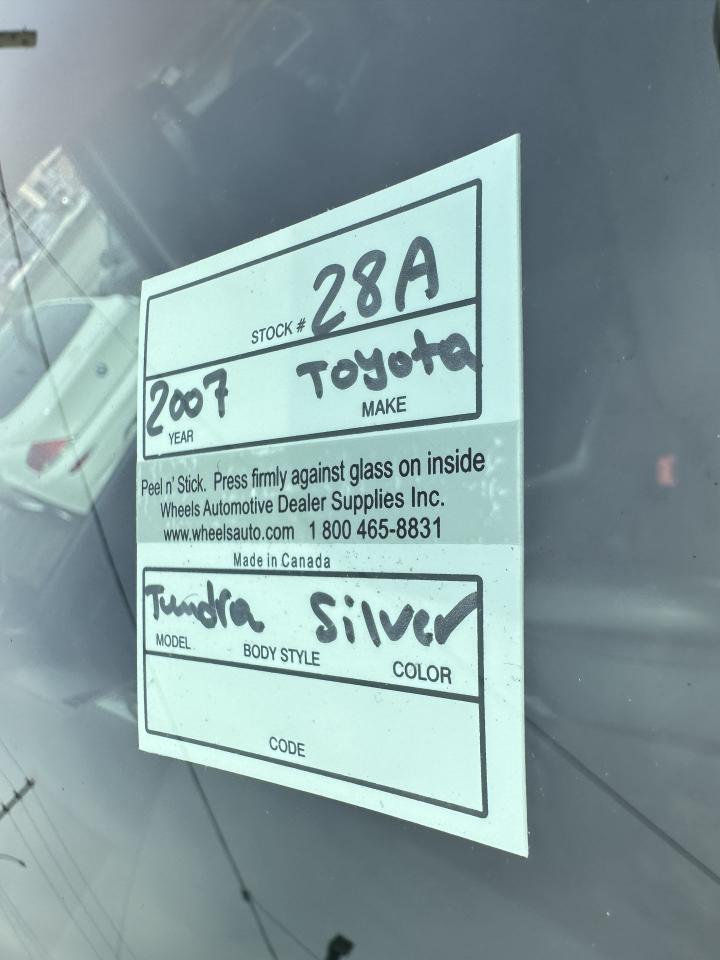 STOCK # 28A
2007 Toyota
YEAR MAKE
Peel n' Stick. Press firmly against glass on inside
Wheels Automotive Dealer Supplies Inc.
www.wheelsauto.com 1 800 465-8831
Made in Canada
Tundra Silver
MODEL BODY STYLE COLOR
CODE